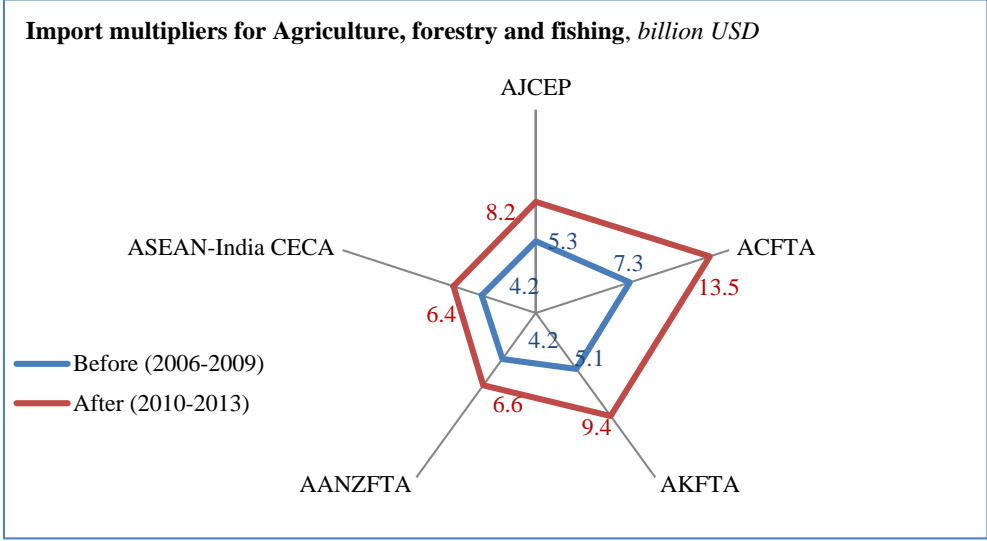 Import multipliers for Agriculture, forestry and fishing, billion USD
AJCEP
8.2
5.3
ASEAN-India CECA
ACFTA
7.3
4.2
13.5
6.4
4.2
5.1
Before (2006-2009)
After (2010-2013)
6.6
9.4
AANZFTA
AKFTA